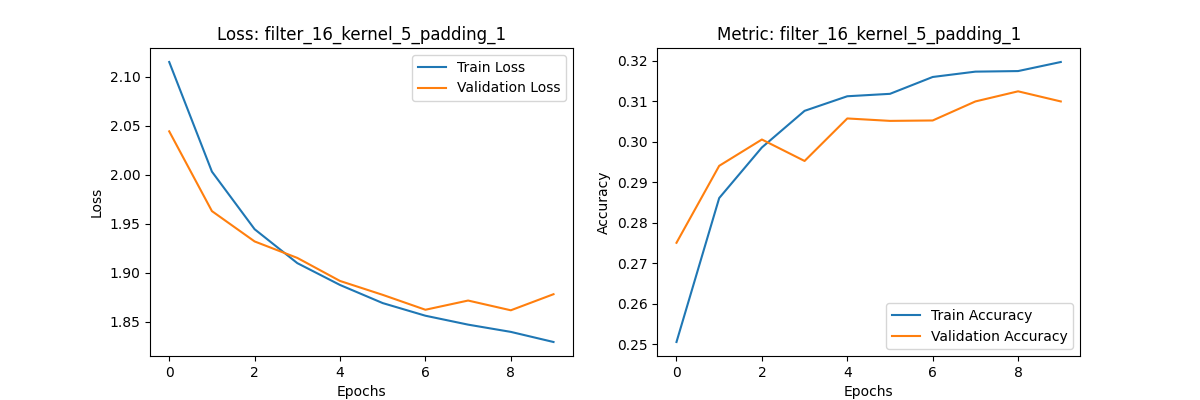 Loss: filter_16_kernel_5_padding_1
Train Loss
Validation Loss
2.10
2.05
2.00
1.95
1.90
1.85
Loss
0 2 4 6 8
Epochs
Metric: filter_16_kernel_5_padding_1
0.32
0.31
0.30
0.29
0.28
0.27
0.26
0.25
Accuracy
Train Accuracy
Validation Accuracy
0 2 4 6 8
Epochs